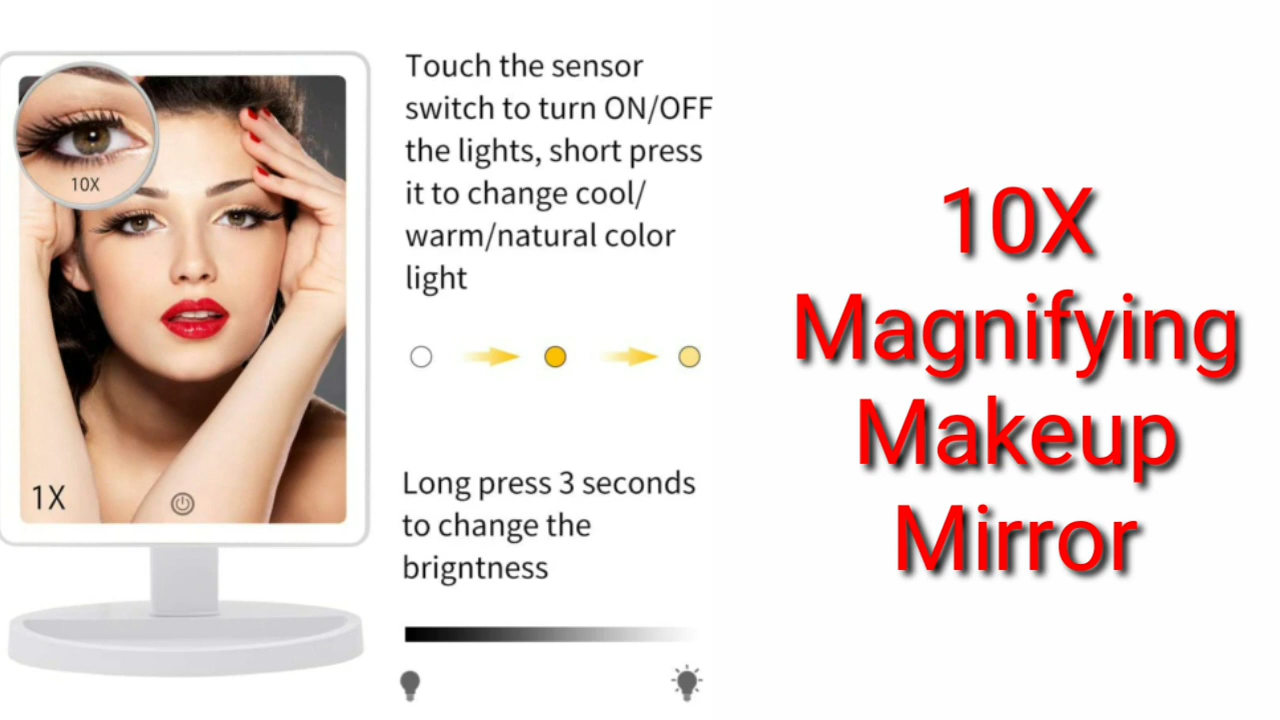 10X
1X
Touch the sensor
switch to turn ON/OFF
the lights, short press
it to change cool/
warm/natural color
light
Long press 3 seconds
to change the
brigntness
10X
Magnifying
Makeup
Mirror